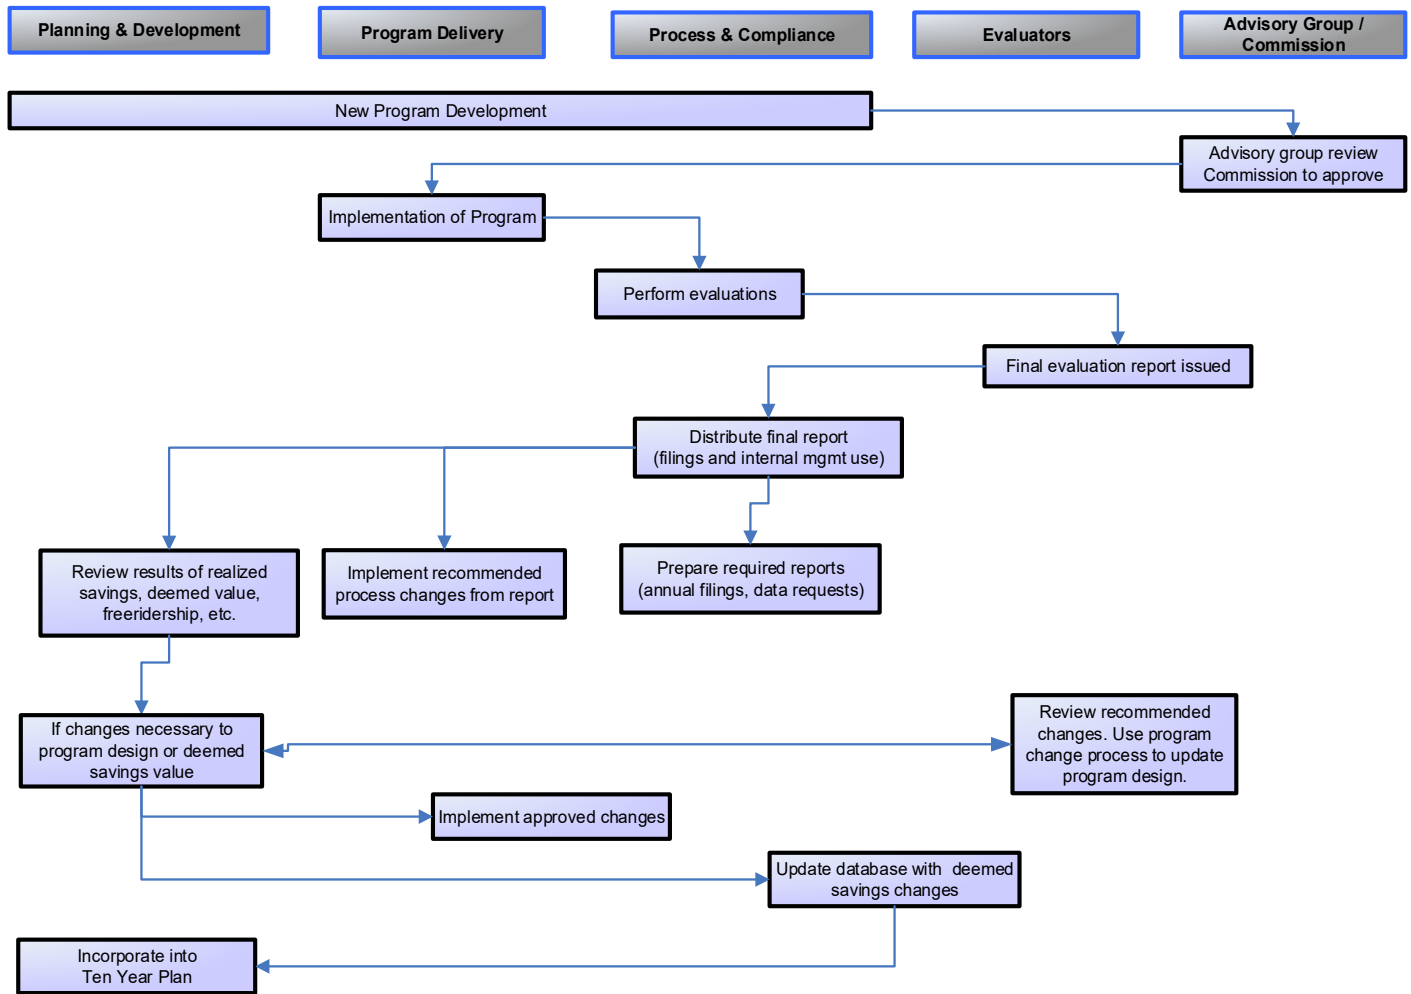 Planning & Development
Program Delivery
Process & Compliance
Evaluators
Advisory Group /
Commission
New Program Development
Advisory group review
Commission to approve
Implementation of Program
Perform evaluations
Final evaluation report issued
Distribute final report
(filings and internal mgmt use)
Review results of realized
savings, deemed value,
freeridership, etc.
Implement recommended
process changes from report
Prepare required reports
(annual filings, data requests)
If changes necessary to
program design or deemed
savings value
Review recommended
changes. Use program
change process to update
program design.
Implement approved changes
Update database with deemed
savings changes
Incorporate into
Ten Year Plan